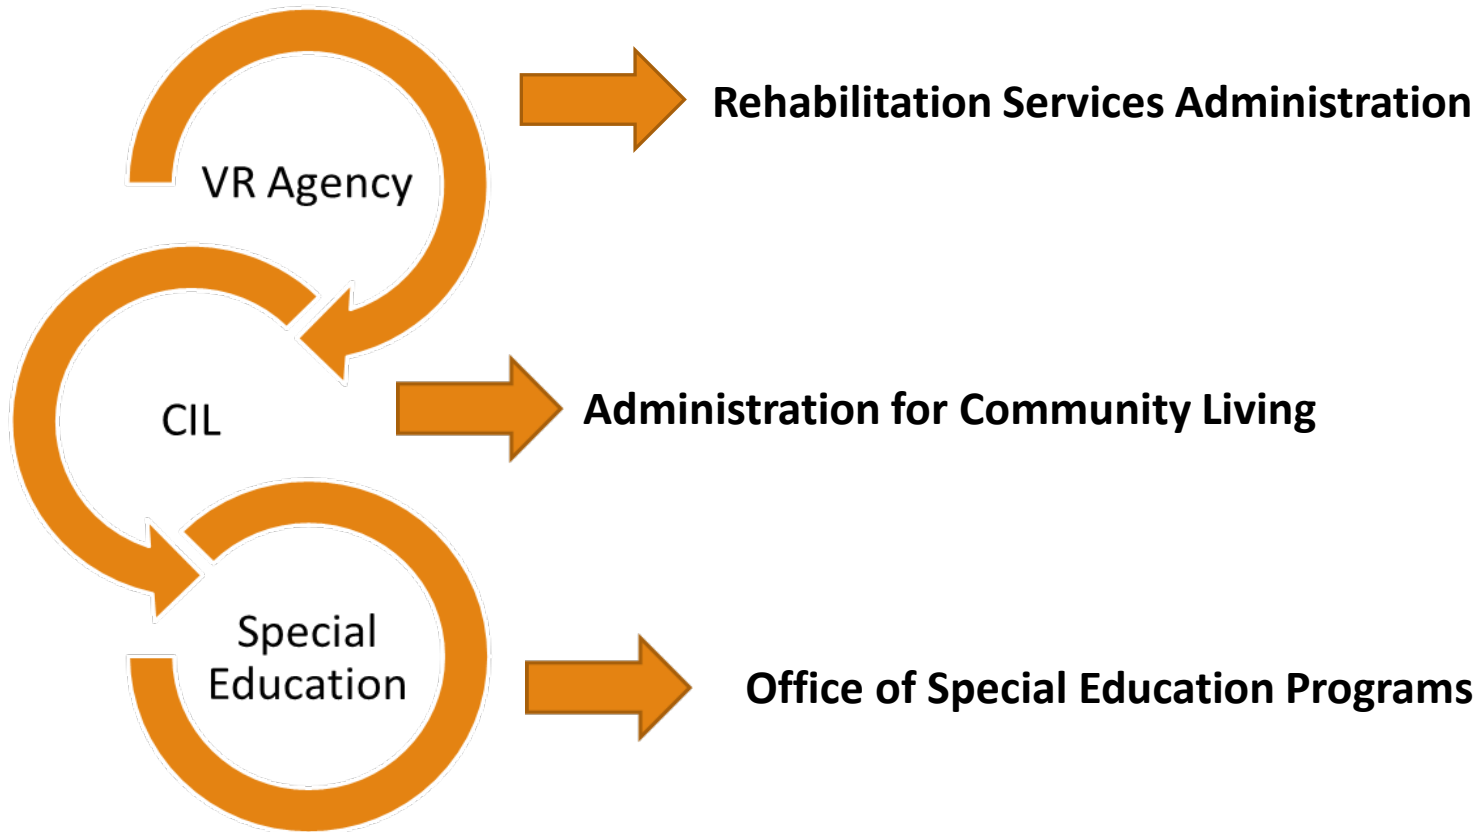 VR Agency
Rehabilitation Services Administration
CIL
Administration for Community Living
Special
Education
Office of Special Education Programs